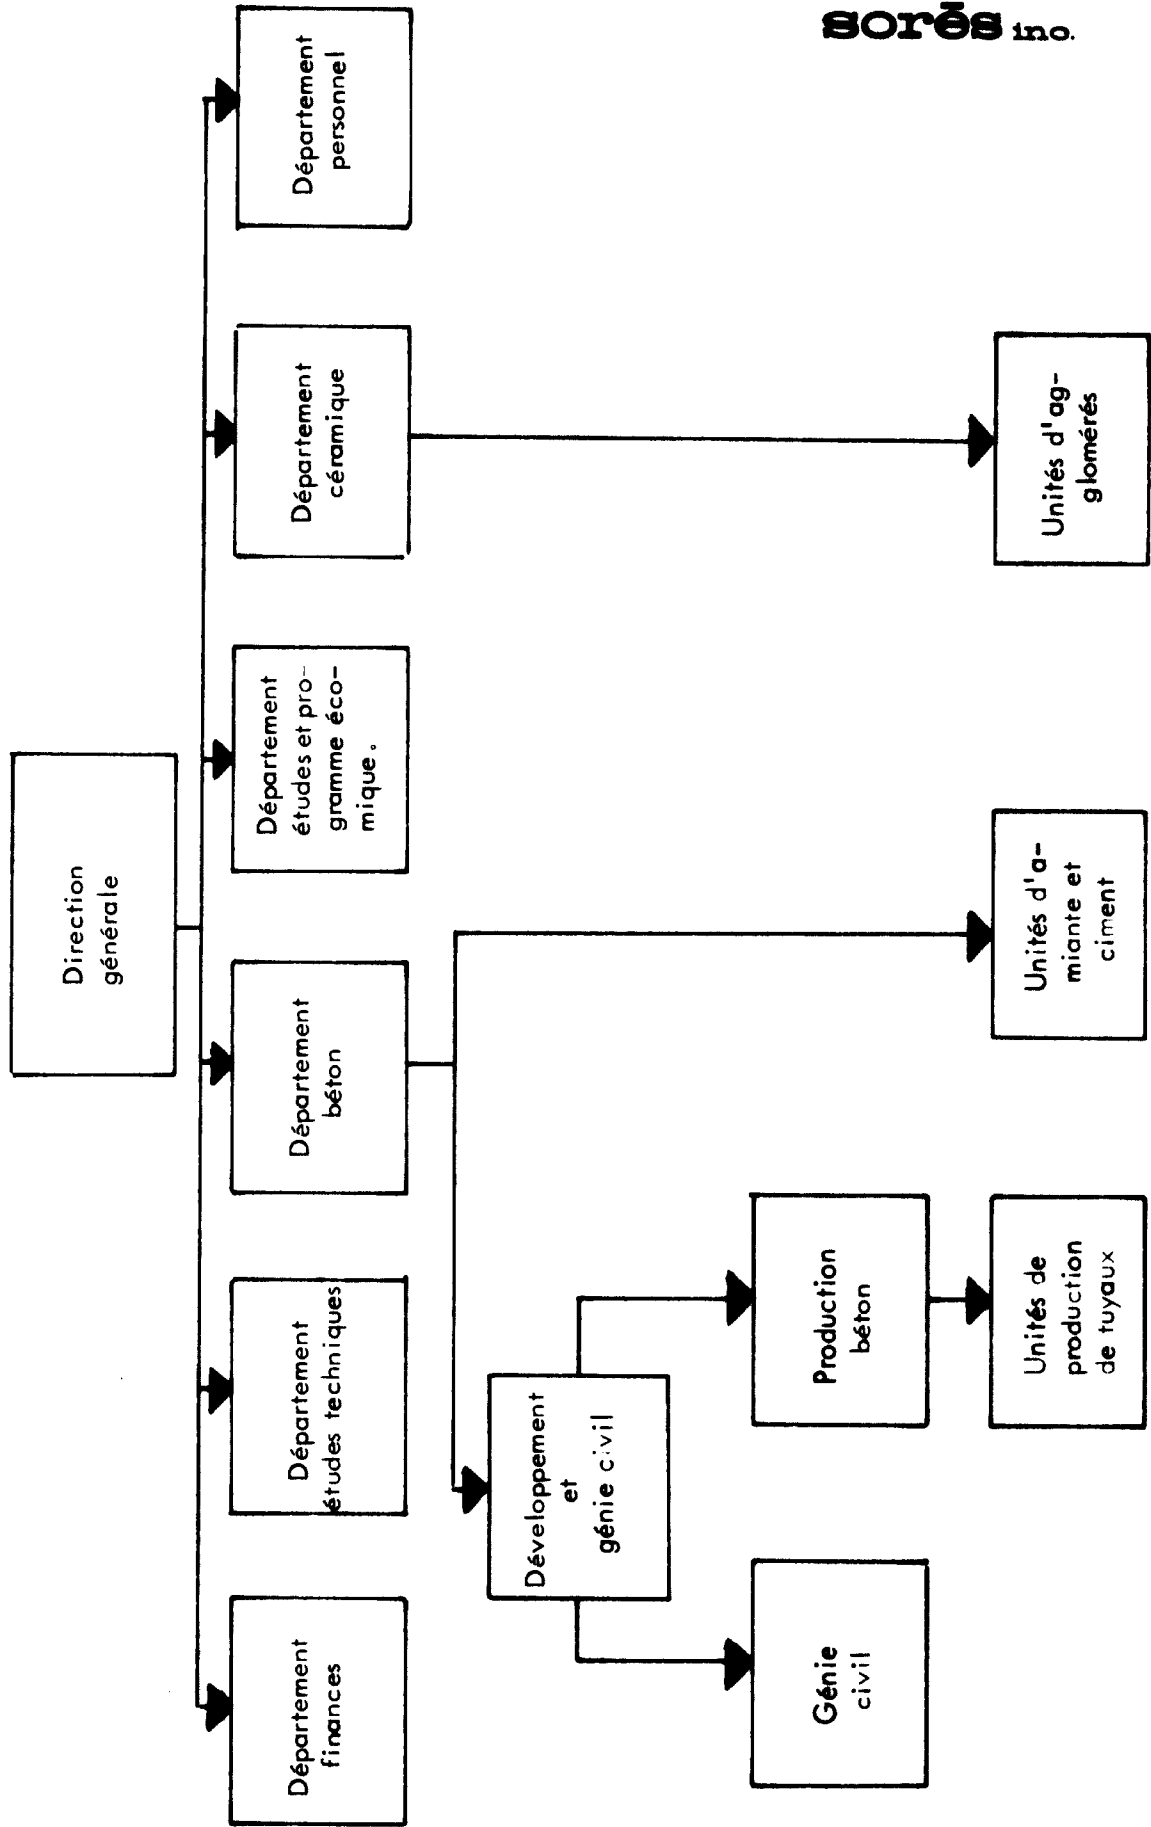 sorēs inc.
Direction
générale
Département
finances
Département
études techniques
Département
béton
Département
études et pro-
gramme éco-
mique.
Département
céramique
Département
personnel
Développement
et
génie civil
Génie
civil
Production
béton
Unités de
production
de tuyaux
Unités d'a-
miante et
ciment
Unités d'ag-
glomérés